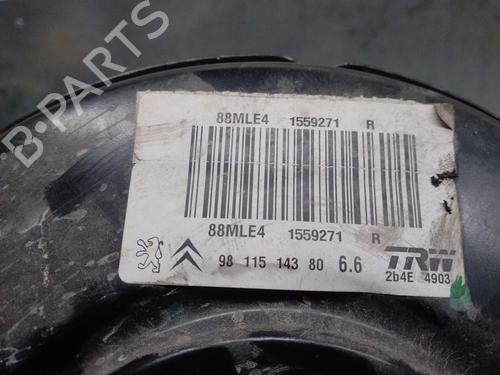 B-PARTS
88MLE4 1559271 R
88MLE4 1559271 R
98 115 143 80 6.6
TRW
2b4E 4903